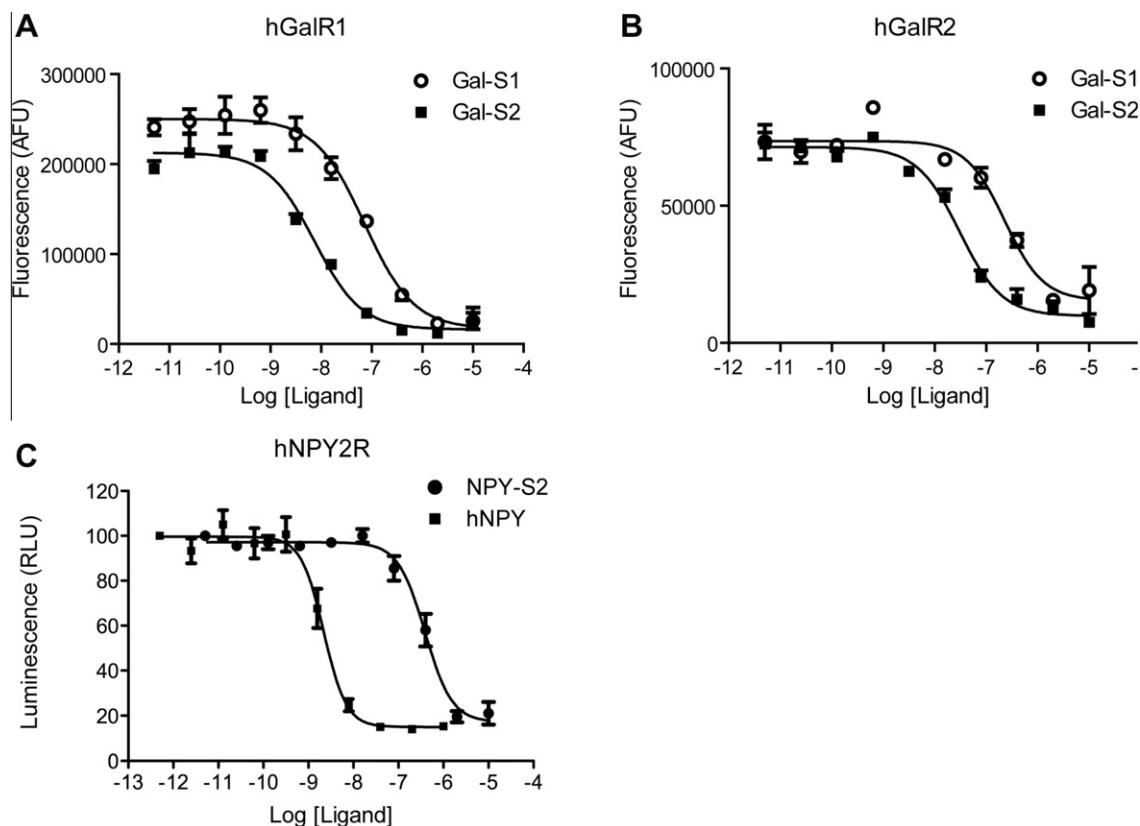 A
hGalR1
Fluorescence (AFU)
300000
200000
100000
0
Gal-S1
Gal-S2
-12 -11 -10 -9 -8 -7 -6 -5 -4
Log [Ligand]
B
hGalR2
Fluorescence (AFU)
100000
50000
0
Gal-S1
Gal-S2
-12 -11 -10 -9 -8 -7 -6 -5 -
Log [Ligand]
C
hNPY2R
Luminescence (RLU)
120
100
80
60
40
20
0
NPY-S2
hNPY
-13 -12 -11 -10 -9 -8 -7 -6 -5 -4
Log [Ligand]